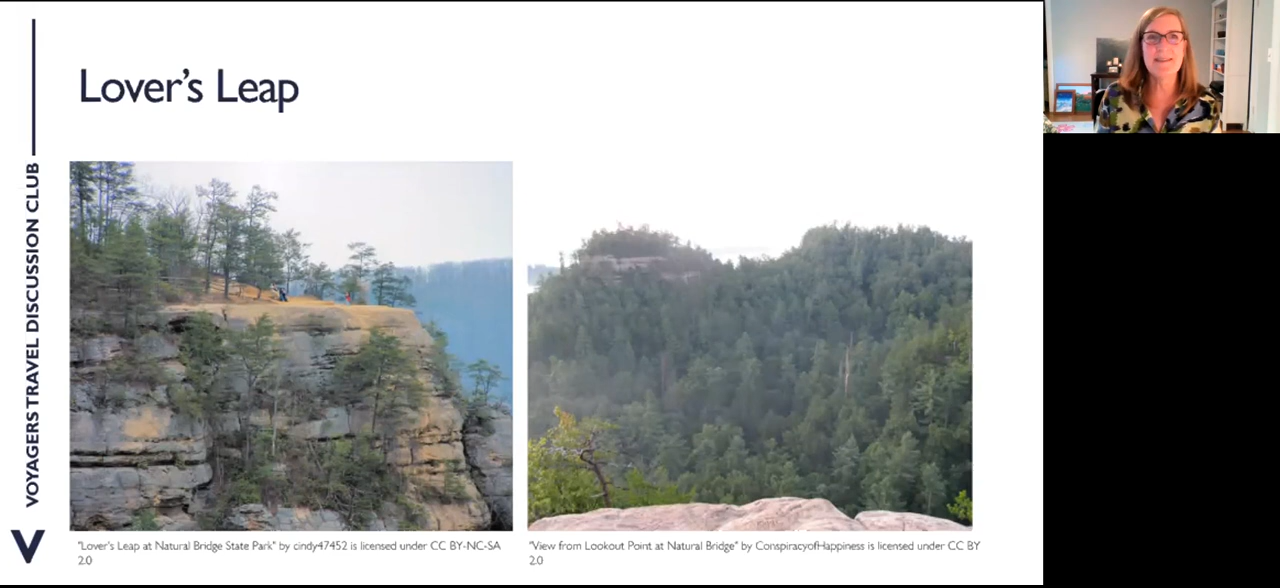 Lover’s Leap
VOYAGERS TRAVEL DISCUSSION CLUB
"Lover's Leap at Natural Bridge State Park" by cindy47452 is licensed under CC BY-NC-SA
2.0
"View from Lookout Point at Natural Bridge" by ConspiracyofHappiness is licensed under CC BY
2.0